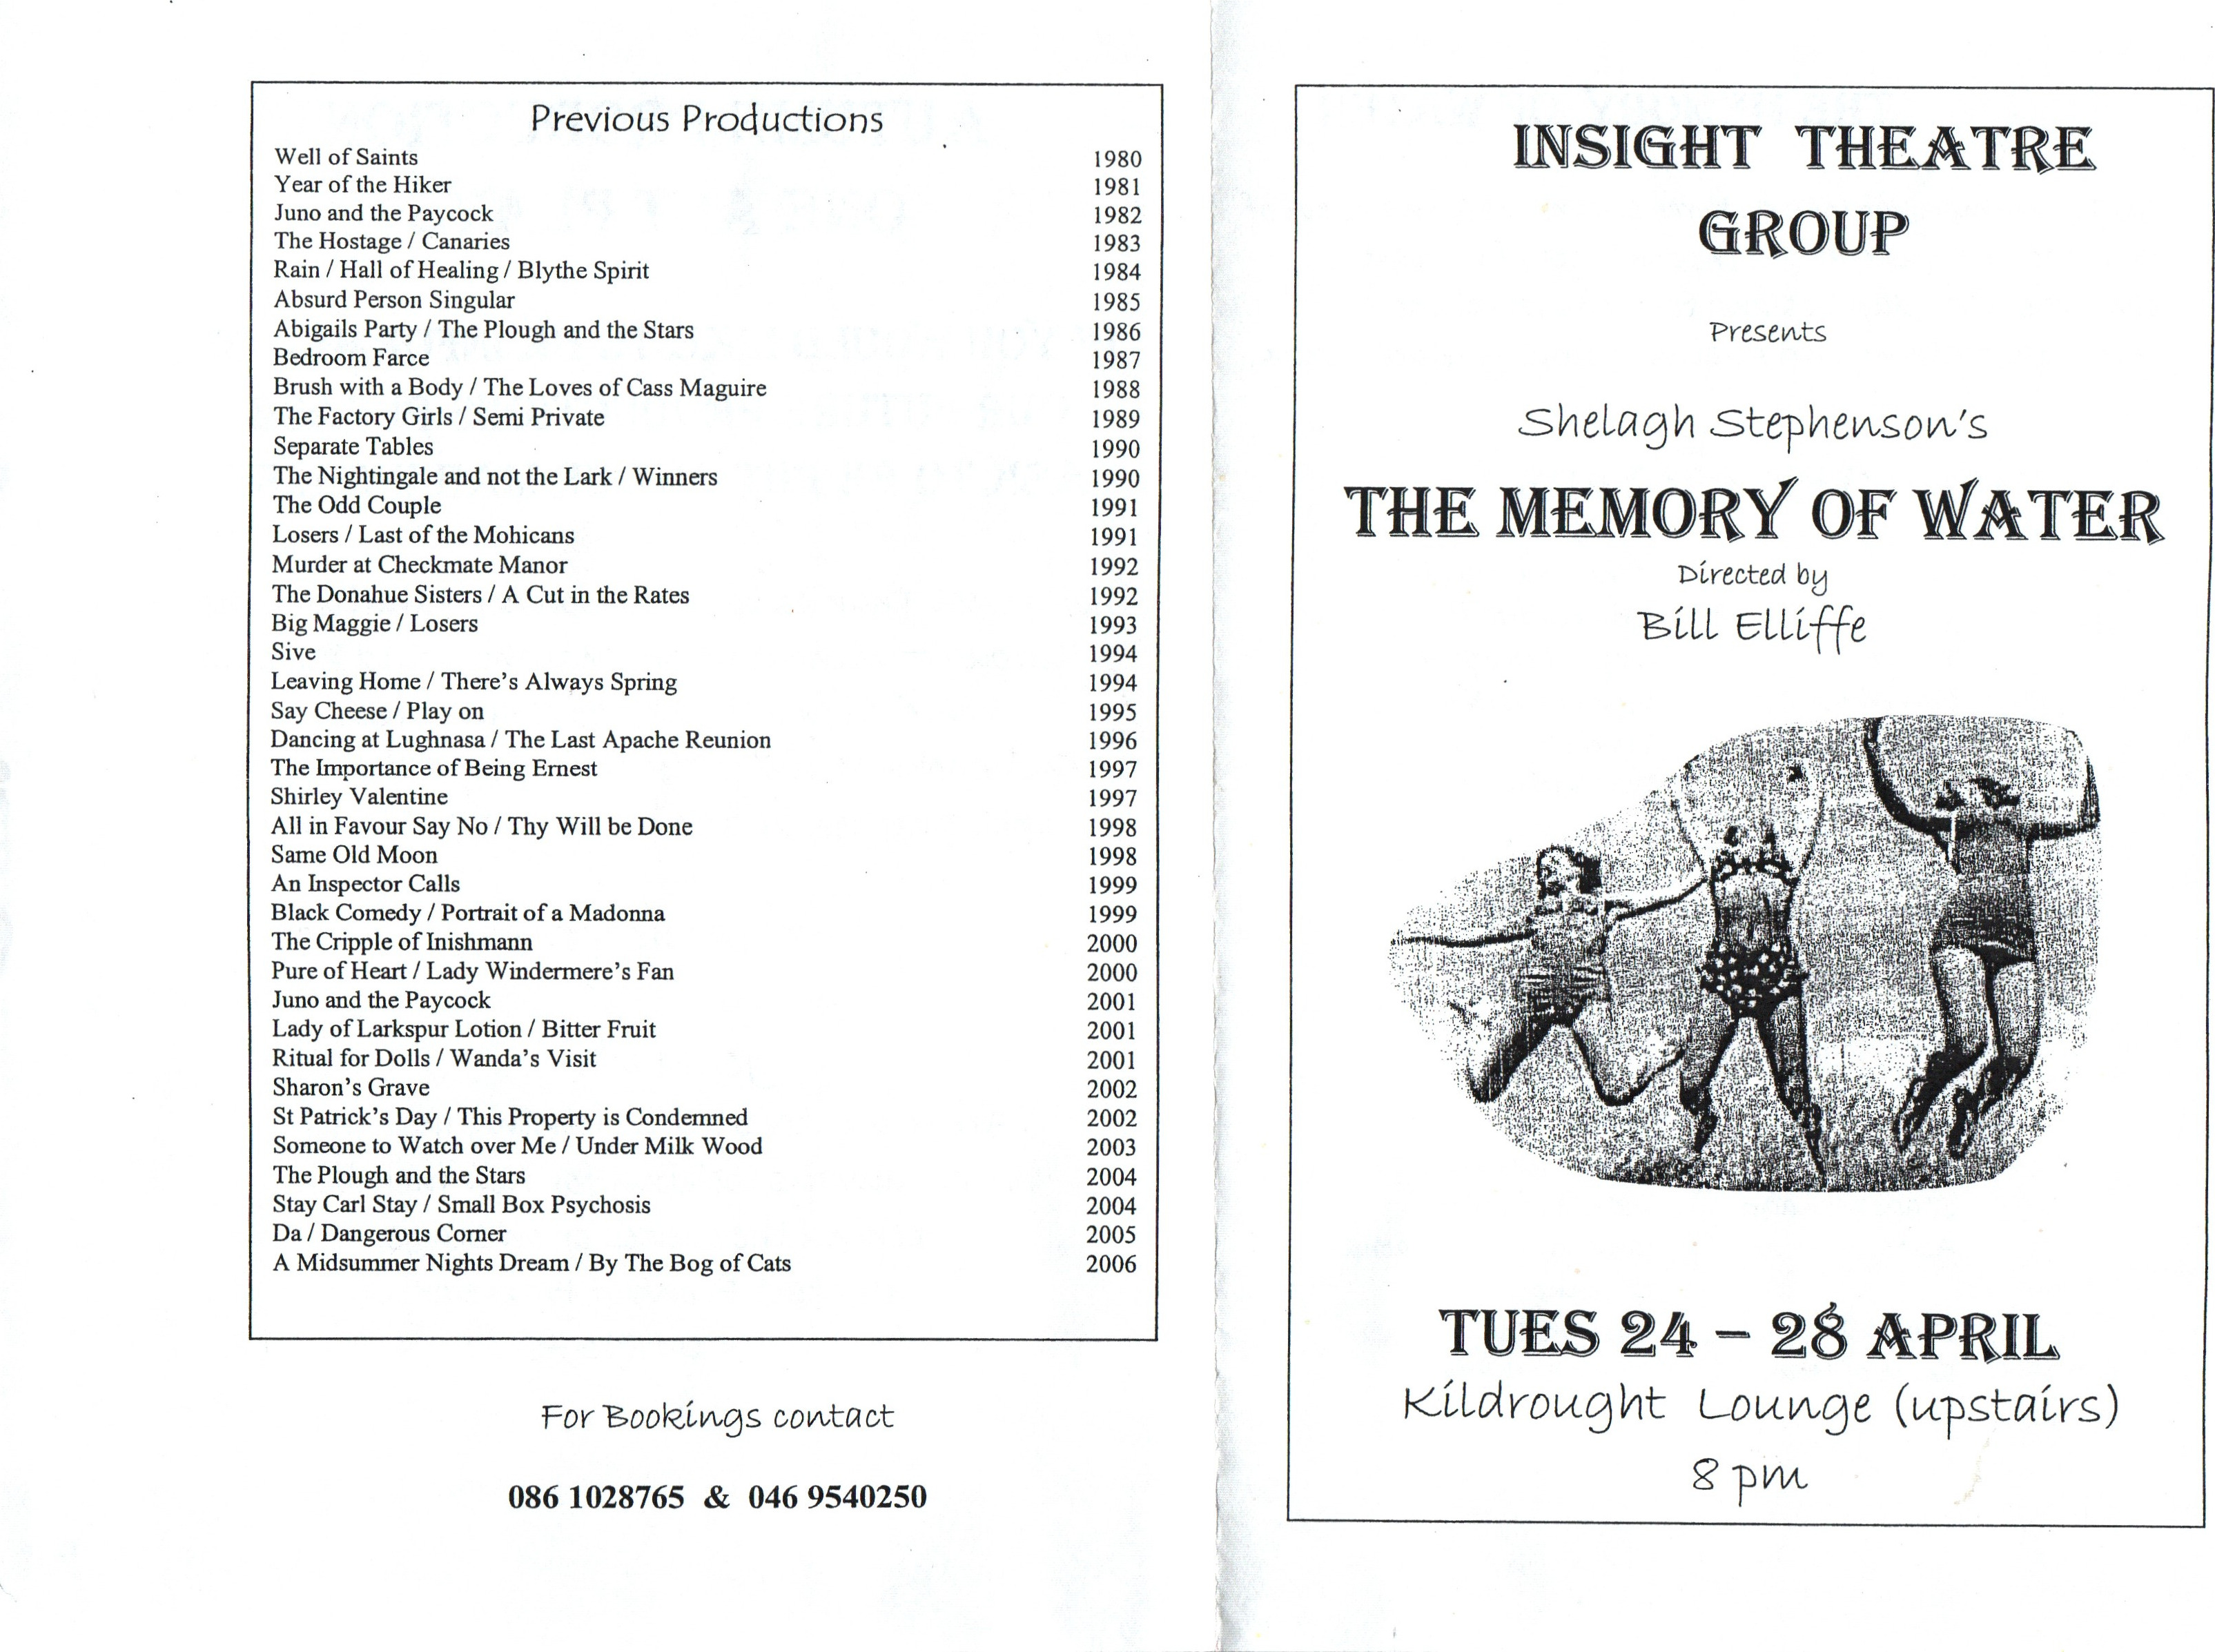 Previous Productions
Well of Saints 1980
Year of the Hiker 1981
Juno and the Paycock 1982
The Hostage / Canaries 1983
Rain / Hall of Healing / Blythe Spirit 1984
Absurd Person Singular 1985
Abigails Party / The Plough and the Stars 1986
Bedroom Farce 1987
Brush with a Body / The Loves of Cass Maguire 1988
The Factory Girls / Semi Private 1989
Separate Tables 1990
The Nightingale and not the Lark / Winners 1990
The Odd Couple 1991
Losers / Last of the Mohicans 1991
Murder at Checkmate Manor 1992
The Donahue Sisters / A Cut in the Rates 1992
Big Maggie / Losers 1993
Sive 1994
Leaving Home / There's Always Spring 1994
Say Cheese / Play on 1995
Dancing at Lughnasa / The Last Apache Reunion 1996
The Importance of Being Ernest 1997
Shirley Valentine 1997
All in Favour Say No / Thy Will be Done 1998
Same Old Moon 1998
An Inspector Calls 1999
Black Comedy / Portrait of a Madonna 1999
The Cripple of Inishmann 2000
Pure of Heart / Lady Windermere's Fan 2000
Juno and the Paycock 2001
Lady of Larkspur Lotion / Bitter Fruit 2001
Ritual for Dolls / Wanda's Visit 2001
Sharon's Grave 2002
St Patrick's Day / This Property is Condemned 2002
Someone to Watch over Me / Under Milk Wood 2003
The Plough and the Stars 2004
Stay Carl Stay / Small Box Psychosis 2004
Da / Dangerous Corner 2005
A Midsummer Nights Dream / By The Bog of Cats 2006
For Bookings contact
086 1028765 & 046 9540250
INSIGHT THEATRE
GROUP
Presents
Shelagh Stephenson's
THE MEMORY OF WATER
Directed by
Bill Elliffe
TUES 24 – 28 APRIL
Kildrought Lounge (upstairs)
8 pm